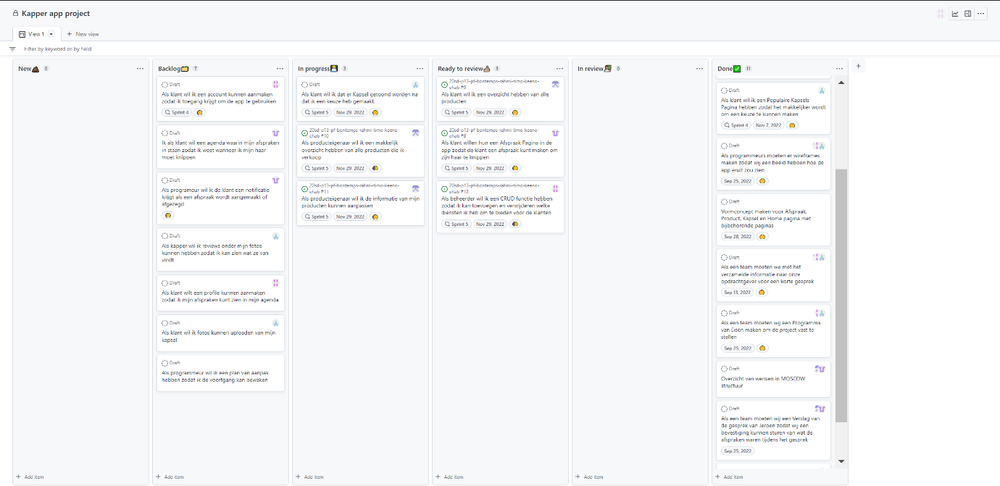 Kapper app project
View 1
New view
Filter by keyword or by field
New 0
Add item
Backlog 7
Draft
Als klant wil ik een account kunnen aanmaken
zodat ik toegang krijgt om de app te gebruiken
Sprint 4
Draft
Ik als klant wil een agenda waarin mijn afspraken
in staan zodat ik weet wanneer ik mijn haar
moet knippen
Draft
Als programeur wil ik de klant een notificatie
krijgt als een afspraak wordt aangemaakt of
afgezegd
Draft
Als kapper wil ik reviews onder mijn fotos
kunnen hebben zodat ik kan zien wat ze van
vindt
Draft
Als klant wilt een profile kunnen aanmaken
zodat ik mijn afspraken kunt zien in mijn agenda
Draft
Als klant wil ik fotos kunnen uploaden van mijn
kapsel
Draft
Als programmeur wil ik een plan van aanpak
hebben zodat ik de voortgang kan bewaken
Add item
In progress 3
Draft
Als klant wil ik dat er Kapsel getoond worden na
dat ik een keuze heb gemaakt.
Sprint 5 Nov 29, 2022
20sd-p13-pf-bontemps-rahmi-timo-keeno-
ehab #10
Als producteigenaar wil ik een makkelijk
overzicht hebben van alle producten die ik
verkoop
Sprint 5 Nov 29, 2022
20sd-p13-pf-bontemps-rahmi-timo-keeno-
ehab #11
Als producteigenaar wil ik de informatie van mijn
producten kunnen aanpassen
Sprint 5 Nov 29, 2022
Add item
Ready to review 3
20sd-p13-pf-bontemps-rahmi-timo-keeno-
ehab #9
Als klant wil ik een overzicht hebben van alle
producten
Sprint 5 Nov 29, 2022
20sd-p13-pf-bontemps-rahmi-timo-keeno-
ehab #8
Als klant willen hun een Afspraak Pagina in de
app zodat de klant een afspraak kunt maken om
zijn haar te knippen
Sprint 5 Nov 29, 2022
20sd-p13-pf-bontemps-rahmi-timo-keeno-
ehab #12
Als beheerder wil ik een CRUD functie hebben
zodat ik kan toevoegen en verwijderen welke
diensten ik heb om te bieden voor de klanten
Sprint 5 Nov 29, 2022
Add item
In review 0
Add item
Done 11
Draft
Als klant wil ik een Populaire Kapsels
Pagina hebben zodat het makkelijker wordt
om een keuze te kunnen maken
Sprint 4 Nov 7, 2022
Draft
Als programmeurs moeten er wireframes
maken zodat wij een beeld hebben hoe de
app eruit zou zien
Sep 25, 2022
Draft
Vormconcept maken voor Afspraak,
Product, Kapsel en Home pagina met
bijbehorende paginas
Sep 28, 2022
Draft
Als een team moeten we met het
verzamelde informatie naar onze
opdrachtgever voor een korte gesprek
Sep 13, 2022
Draft
Als een team moeten wij een Programma
van Eisen maken om de project vast te
stellen
Sep 25, 2022
Draft
Overzicht van wensen in MOSCOW
structuur
Draft
Als een team moeten wij een Verslag van
de gesprek van Jeroen zodat wij een
bevestiging kunnen sturen van wat de
afspraken waren tijdens het gesprek
Sep 25, 2022
Add item